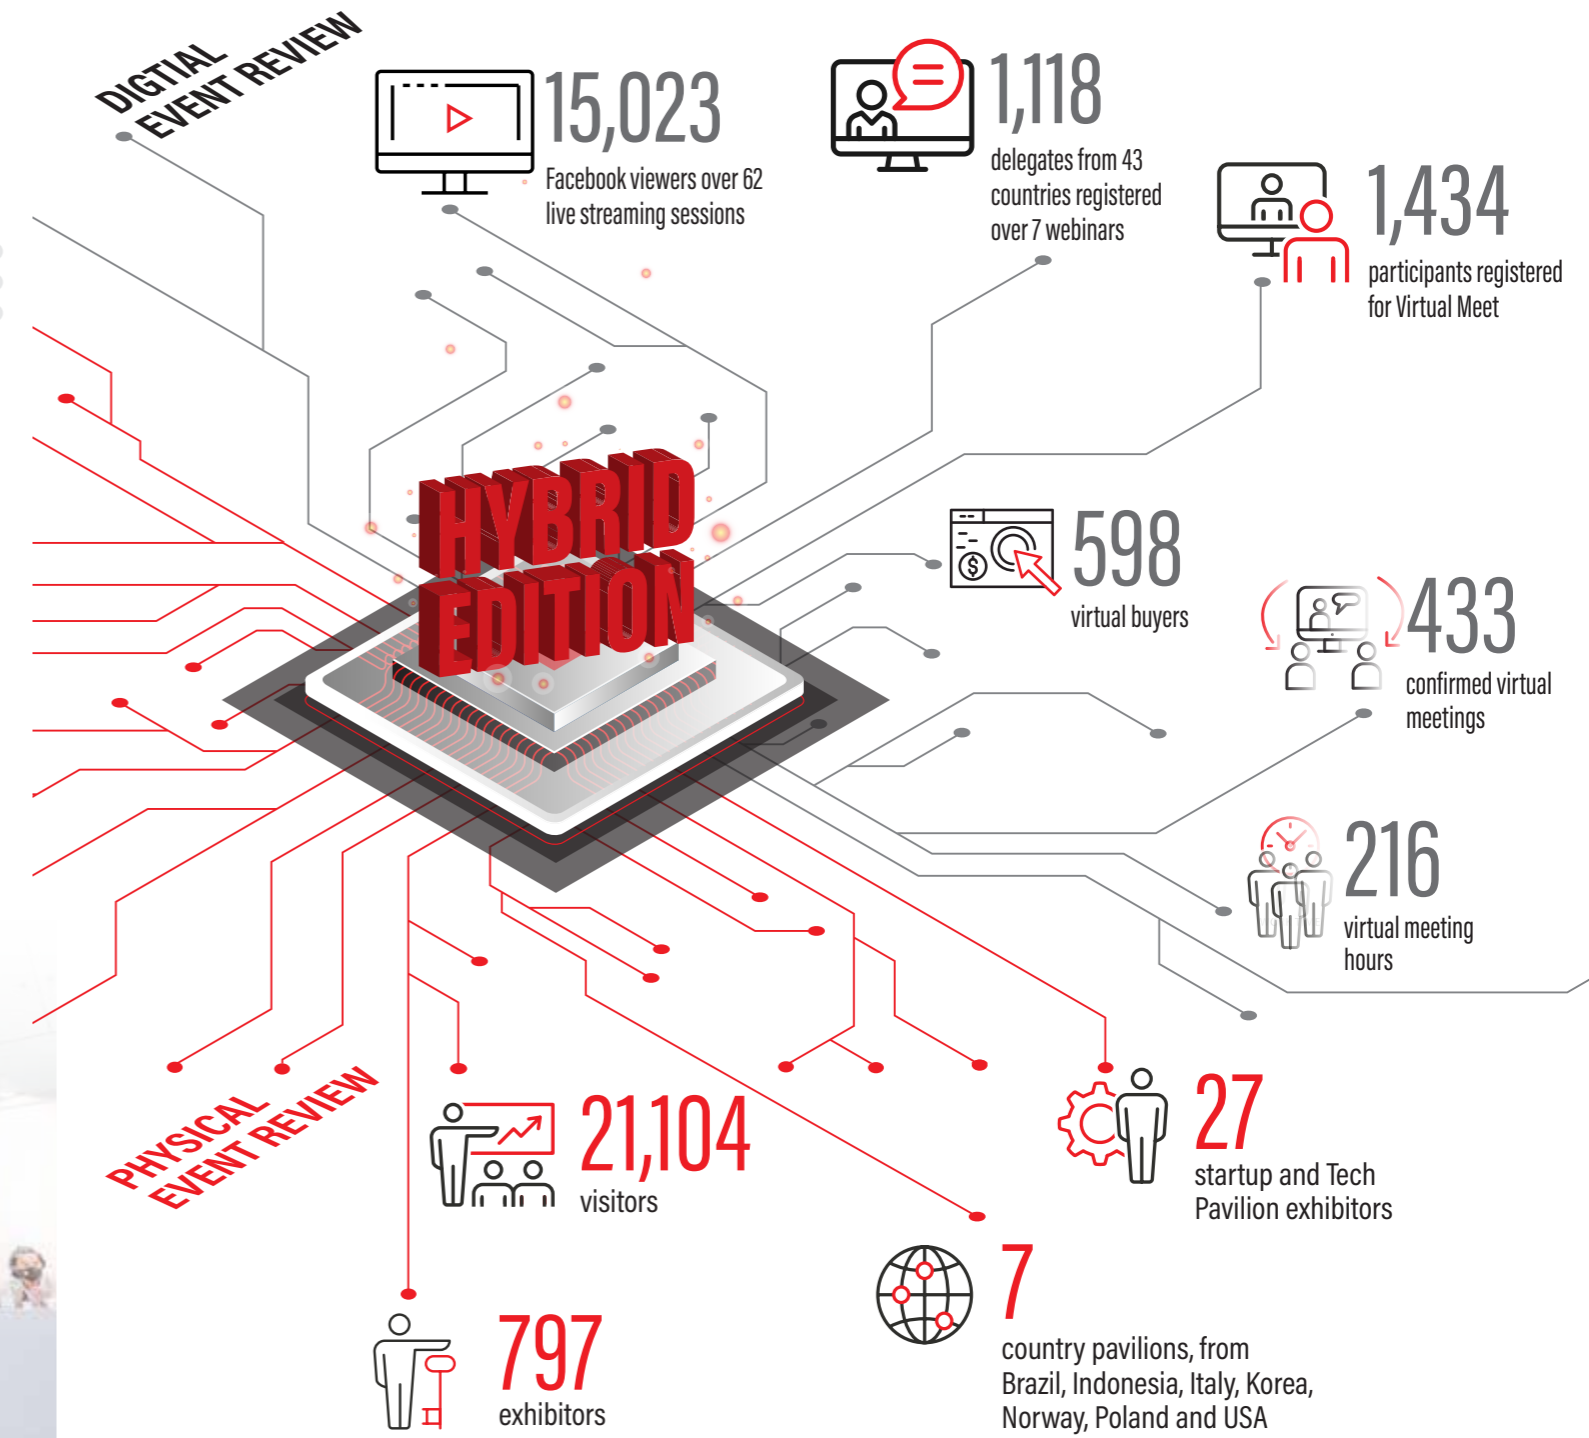 DIGTIAL
EVENT REVIEW
15,023
Facebook viewers over 62
live streaming sessions
1,118
delegates from 43
countries registered
over 7 webinars
1,434
participants registered
for Virtual Meet
HYBRID
EDITION
598
virtual buyers
433
confirmed virtual
meetings
216
virtual meeting
hours
PHYSICAL
EVENT REVIEW
21,104
visitors
27
startup and Tech
Pavilion exhibitors
797
exhibitors
7
country pavilions, from
Brazil, Indonesia, Italy, Korea,
Norway, Poland and USA